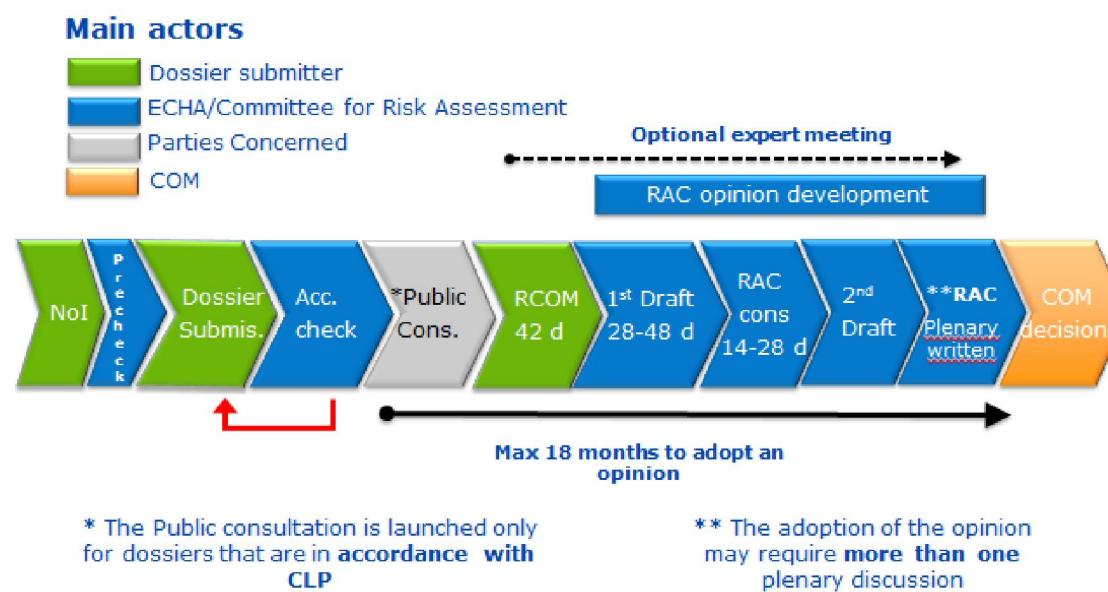 Main actors
Dossier submitter
ECHA/Committee for Risk Assessment
Parties Concerned
COM
Optional expert meeting
RAC opinion development
NoI
Precheck
Dossier
Submis.
Acc.
check
*Public
Cons.
RCOM
42 d
1st Draft
28-48 d
RAC
cons
14-28 d
2nd
Draft
**RAC
Plenary
written
COM
decision
Max 18 months to adopt an
opinion
* The Public consultation is launched only
for dossiers that are in accordance with
CLP
** The adoption of the opinion
may require more than one
plenary discussion